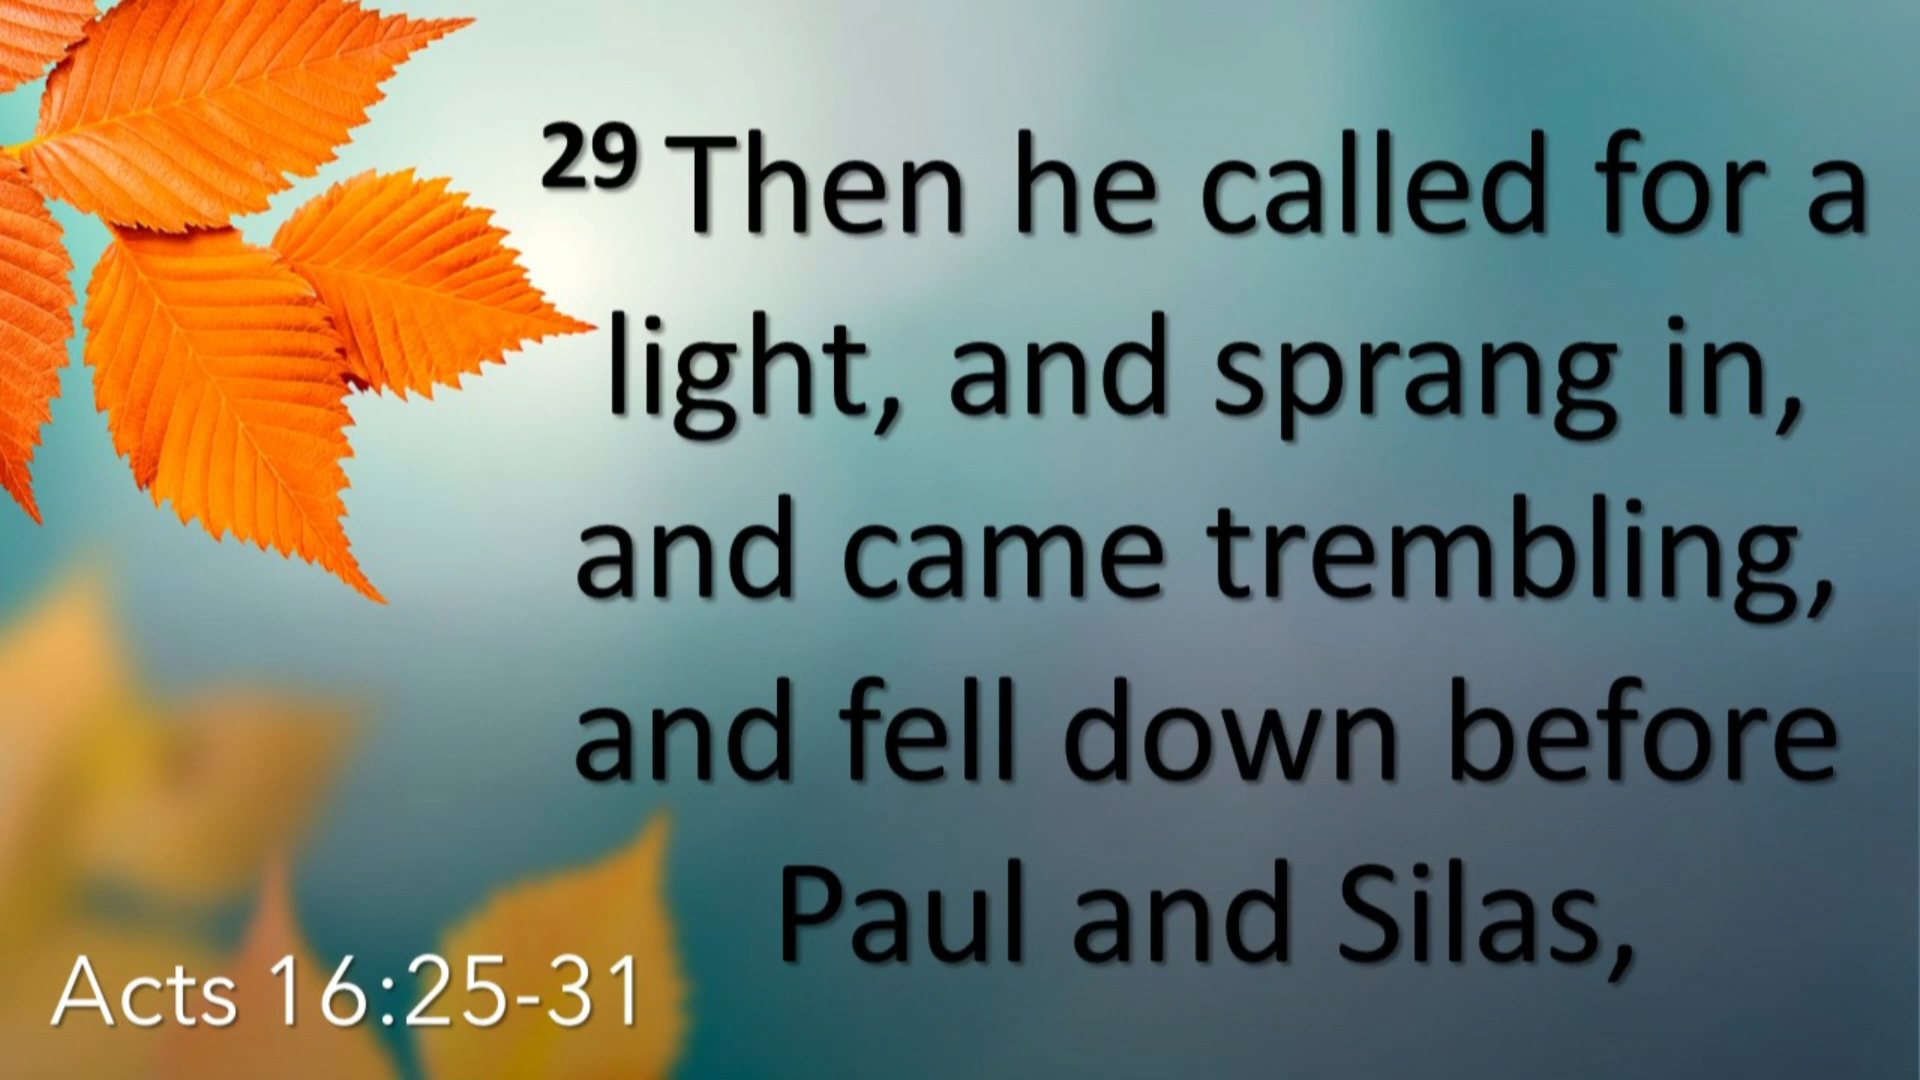 29 Then he called for a
light, and sprang in,
and came trembling,
and fell down before
Paul and Silas,
Acts 16:25-31